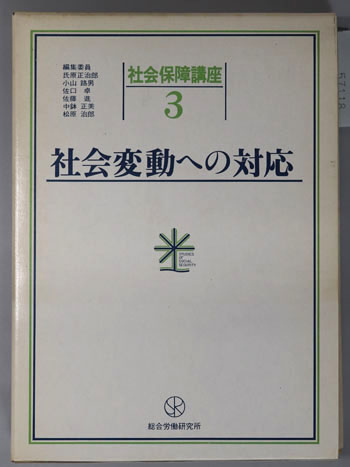 編集委員
氏原正治郎
小山 路男
佐口 卓
佐藤 進
中鉢 正美
松原 治郎
社会保障講座
3
社会変動への対応
STUDIES
OF
SOCIAL
SECURITY
総合労働研究所